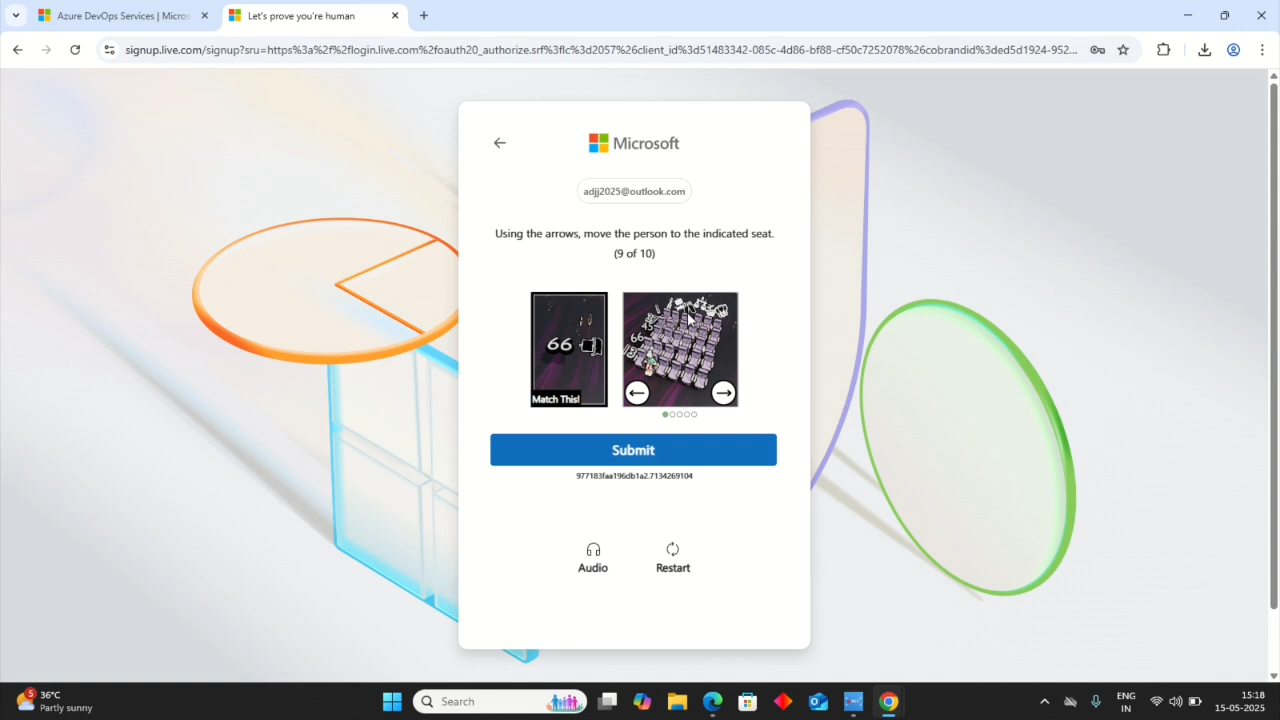 Azure DevOps Services | Micros
Let's prove you're human
signup.live.com/signup?sru=https%3a%2f%2flogin.live.com%2foauth20_authorize.srf%3flc%3d2057%26client_id%3d51483342-085c-4d86-bf88-cf50c7252078%26cobrandid%3ded5d1924-952...
Microsoft
adjj2025@outlook.com
Using the arrows, move the person to the indicated seat.
(9 of 10)
66
Match This!
45
66
Submit
977183faa196db1a2.7134269104
Audio
Restart
5
36°C
Partly sunny
Search
ENG
IN
15:18
15-05-2025